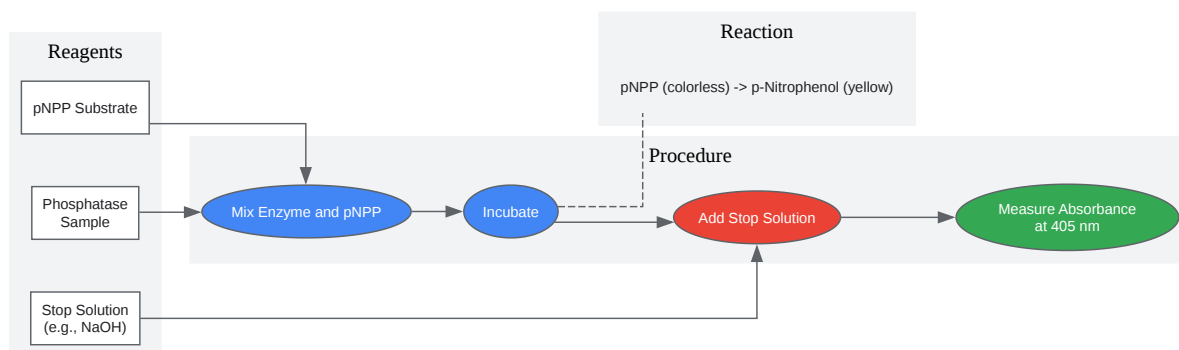 Reagents
pNPP Substrate
Phosphatase
Sample
Stop Solution
(e.g., NaOH)
Reaction
pNPP (colorless) -> p-Nitrophenol (yellow)
Procedure
Mix Enzyme and pNPP
Incubate
Add Stop Solution
Measure Absorbance
at 405 nm